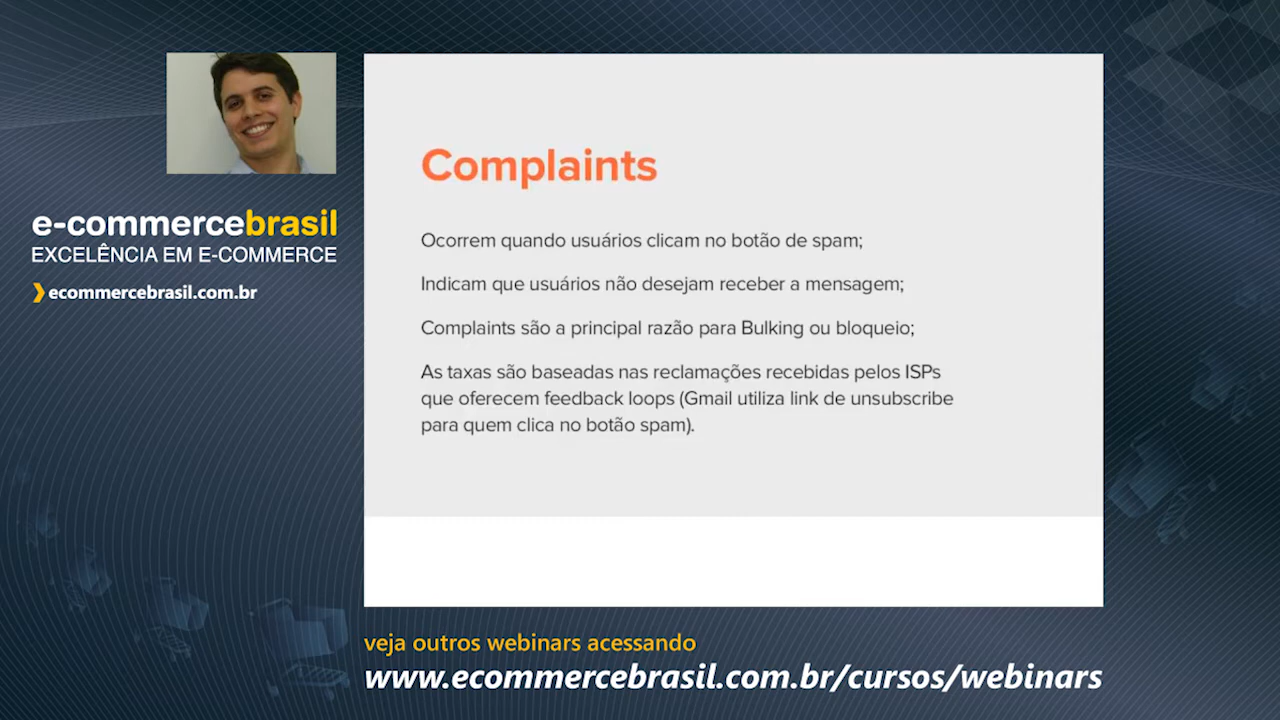 e-commercebrasil
EXCELÊNCIA EM E-COMMERCE
ecommercebrasil.com.br
Complaints
Ocorrem quando usuários clicam no botão de spam;
Indicam que usuários não desejam receber a mensagem;
Complaints são a principal razão para Bulking ou bloqueio;
As taxas são baseadas nas reclamações recebidas pelos ISPs
que oferecem feedback loops (Gmail utiliza link de unsubscribe
para quem clica no botão spam).
veja outros webinars acessando
www.ecommercebrasil.com.br/cursos/webinars